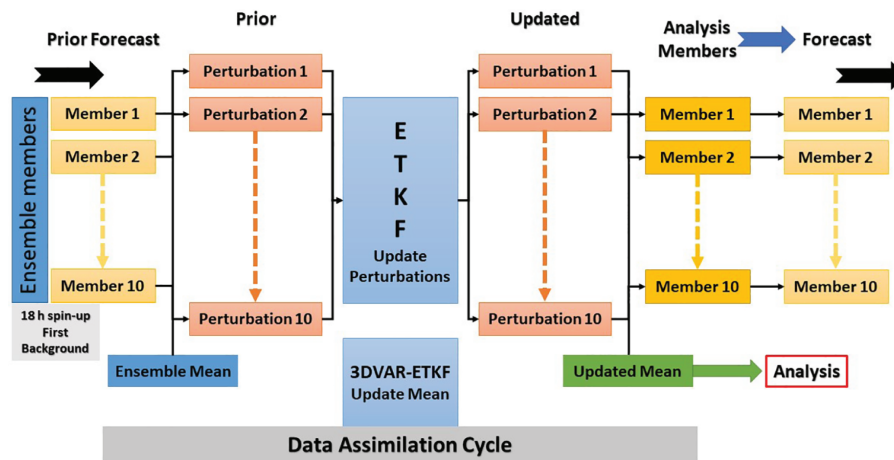 Prior Forecast
Prior
Updated
Analysis
Members
Forecast
Ensemble members
Member 1
Member 2
Member 10
18 h spin-up
First
Background
Perturbation 1
Perturbation 2
Perturbation 10
Ensemble Mean
E
T
K
F
Update
Perturbations
3DVAR-ETKF
Update Mean
Perturbation 1
Perturbation 2
Perturbation 10
Updated Mean
Member 1
Member 2
Member 10
Member 1
Member 2
Member 10
Analysis
Data Assimilation Cycle